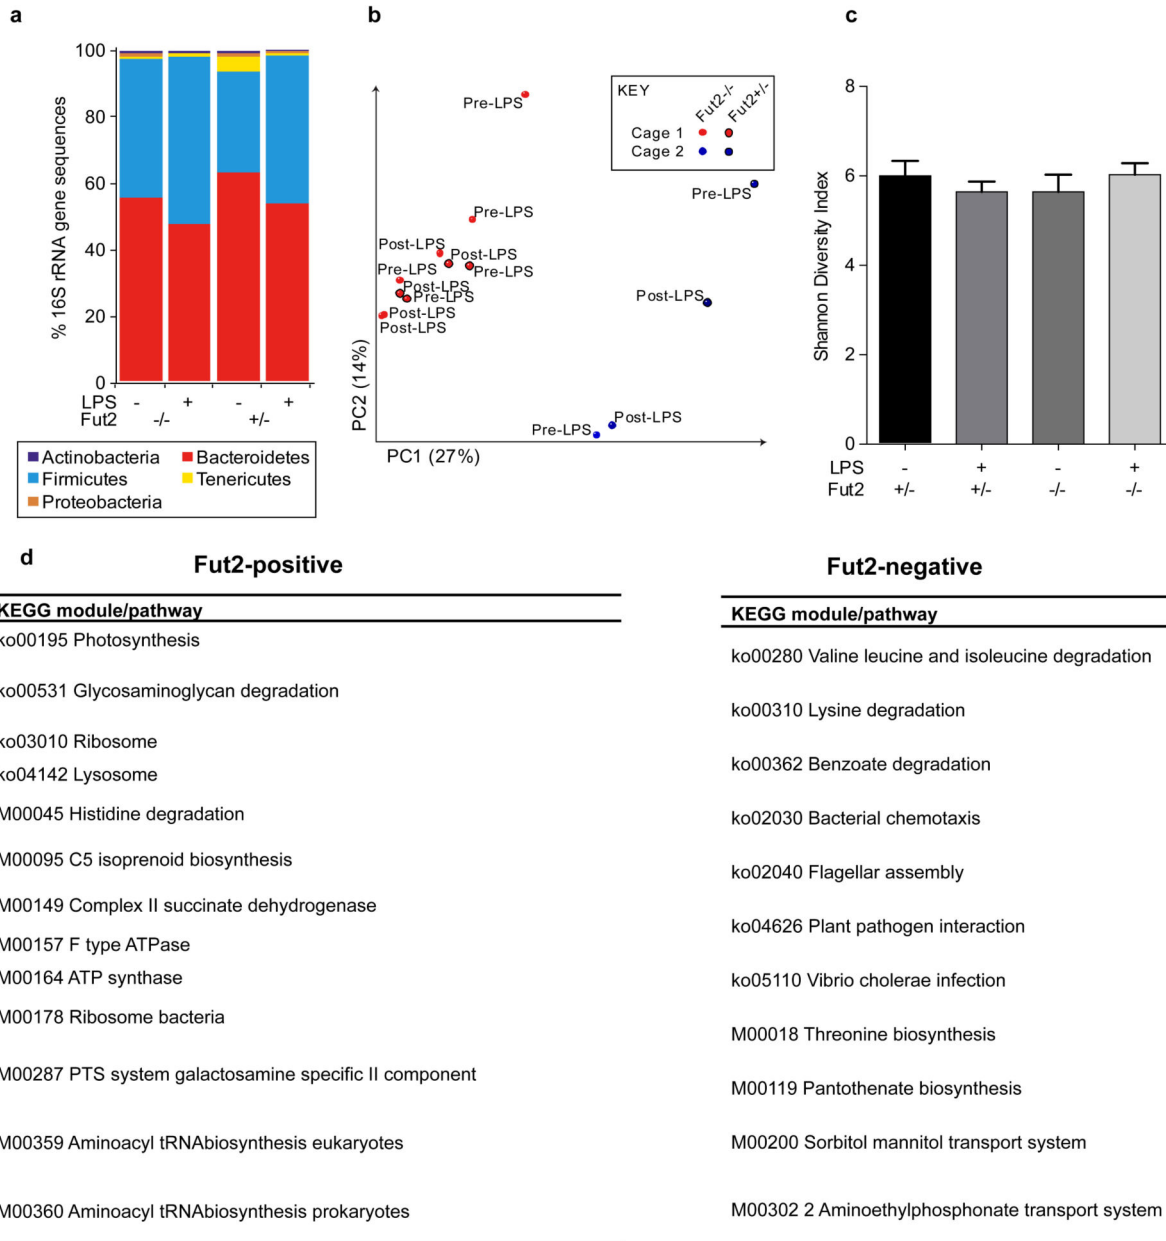 a
b
c
% 16S rRNA gene sequences
100
80
60
40
20
0
LPS - + - +
Fut2 -/- +/-
Actinobacteria Bacteroidetes
Firmicutes Tenericutes
Proteobacteria
KEY
Fut2-/- Fut2+/-
Cage 1
Cage 2
Pre-LPS
Pre-LPS
Pre-LPS
Post-LPS
Post-LPS
Pre-LPS
Pre-LPS
Post-LPS
Pre-LPS
Post-LPS
Post-LPS
Post-LPS
Post-LPS
Pre-LPS
PC2 (14%)
PC1 (27%)
Shannon Diversity Index
8
6
4
2
0
LPS - + - +
Fut2 +/- +/- -/- -/-
d
Fut2-positive
KEGG module/pathway
ko00195 Photosynthesis
ko00531 Glycosaminoglycan degradation
ko03010 Ribosome
ko04142 Lysosome
M00045 Histidine degradation
M00095 C5 isoprenoid biosynthesis
M00149 Complex II succinate dehydrogenase
M00157 F type ATPase
M00164 ATP synthase
M00178 Ribosome bacteria
M00287 PTS system galactosamine specific II component
M00359 Aminoacyl tRNAbiosynthesis eukaryotes
M00360 Aminoacyl tRNAbiosynthesis prokaryotes
Fut2-negative
KEGG module/pathway
ko00280 Valine leucine and isoleucine degradation
ko00310 Lysine degradation
ko00362 Benzoate degradation
ko02030 Bacterial chemotaxis
ko02040 Flagellar assembly
ko04626 Plant pathogen interaction
ko05110 Vibrio cholerae infection
M00018 Threonine biosynthesis
M00119 Pantothenate biosynthesis
M00200 Sorbitol mannitol transport system
M00302 2 Aminoethylphosphonate transport system